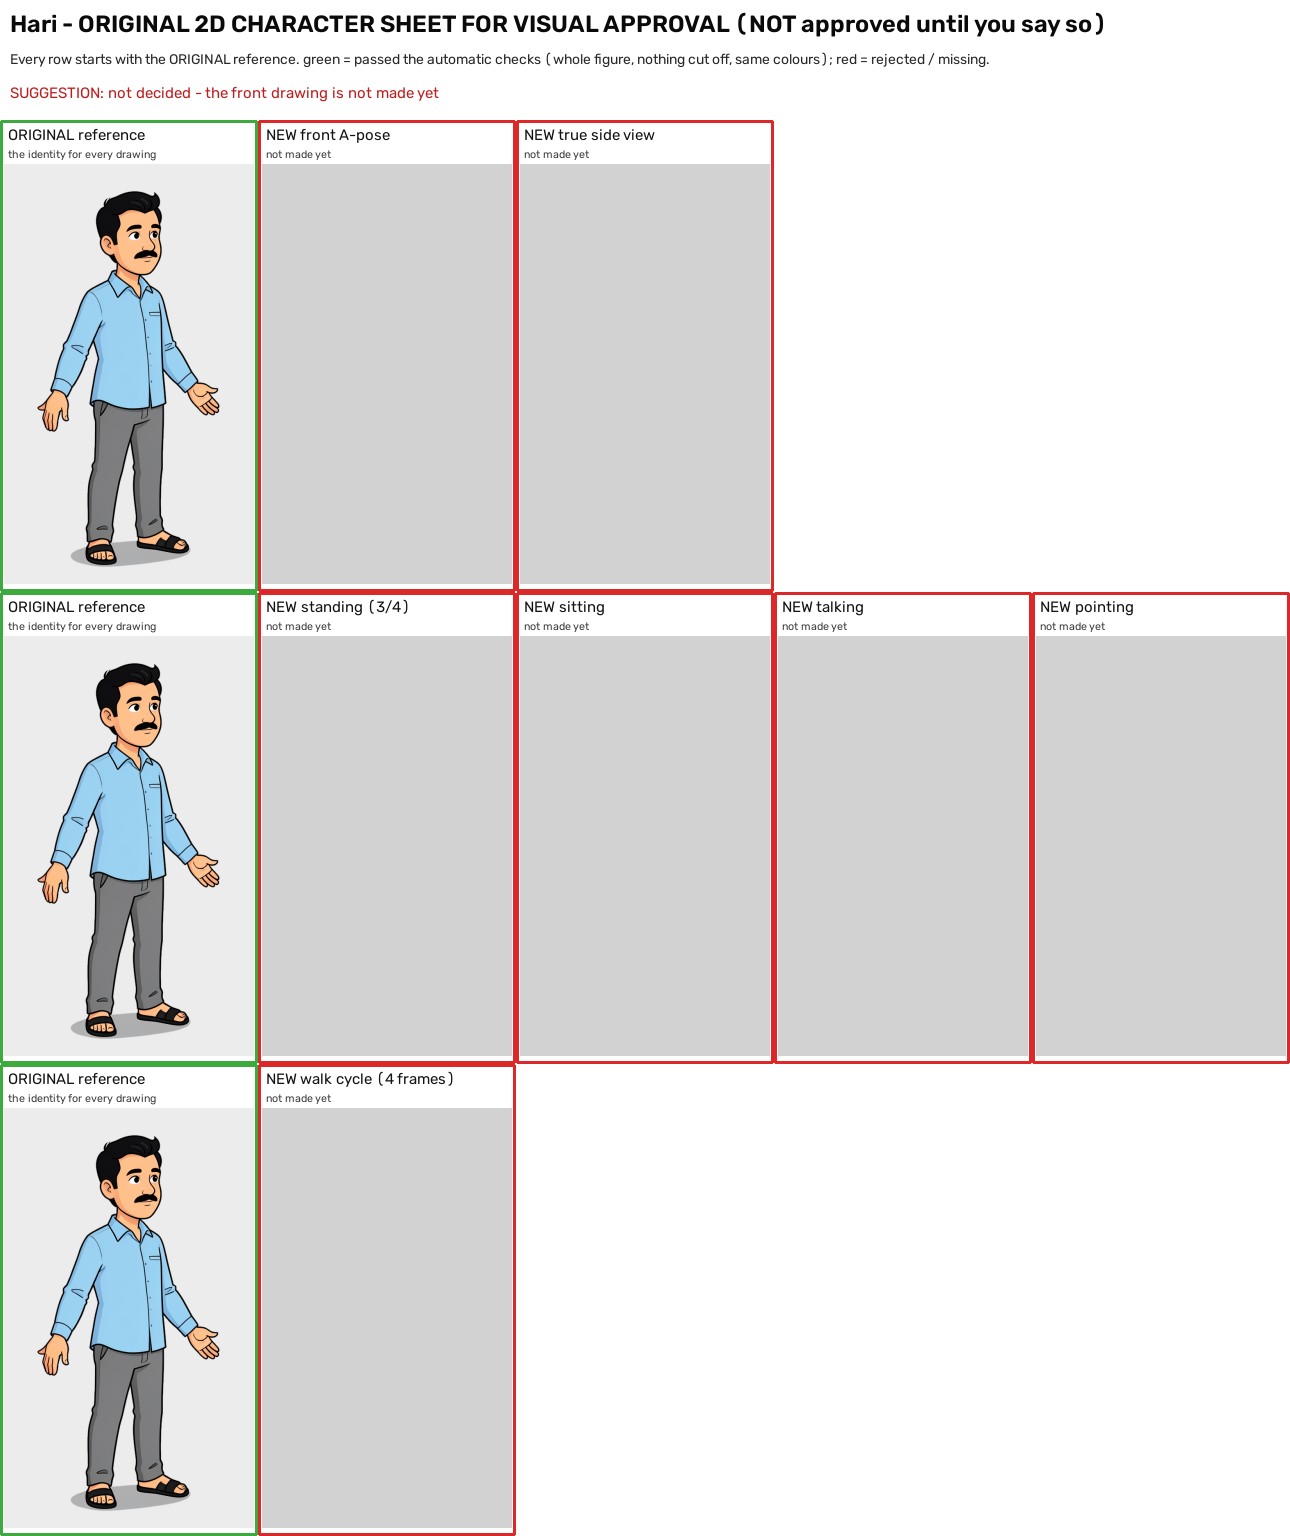 Hari - ORIGINAL 2D CHARACTER SHEET FOR VISUAL APPROVAL (NOT approved until you say so)
Every row starts with the ORIGINAL reference. green = passed the automatic checks (whole figure, nothing cut off, same colours); red = rejected / missing.
SUGGESTION: not decided - the front drawing is not made yet
ORIGINAL reference
the identity for every drawing
NEW front A-pose
not made yet
NEW true side view
not made yet
ORIGINAL reference
the identity for every drawing
NEW standing (3/4)
not made yet
NEW sitting
not made yet
NEW talking
not made yet
NEW pointing
not made yet
ORIGINAL reference
the identity for every drawing
NEW walk cycle (4 frames)
not made yet